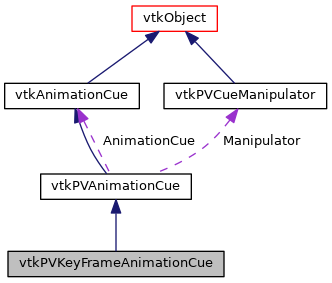 vtkObject
vtkAnimationCue
vtkPVCueManipulator
AnimationCue
Manipulator
vtkPVAnimationCue
vtkPVKeyFrameAnimationCue